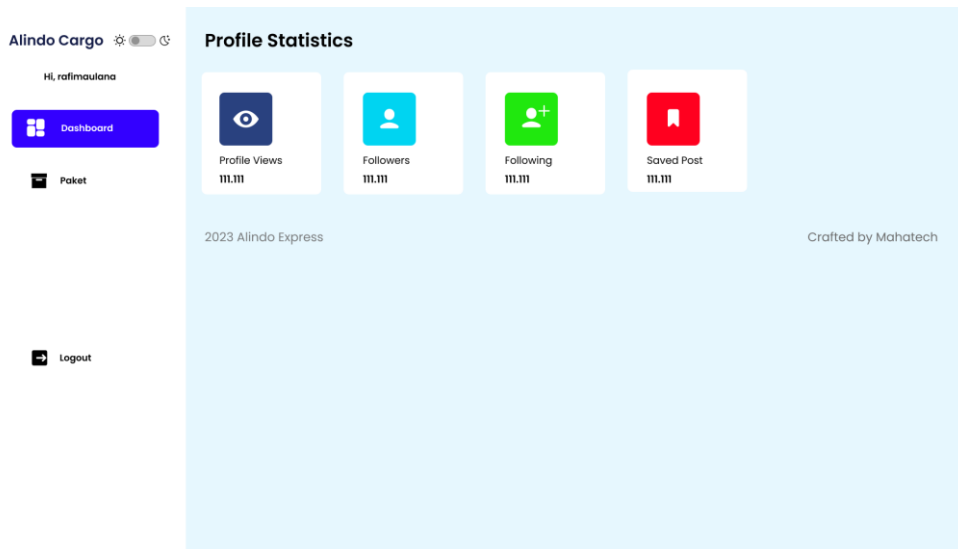 Alindo Cargo
Hi, rafimaulana
Dashboard
Paket
Logout
Profile Statistics
Profile Views
111.111
Followers
111.111
Following
111.111
Saved Post
111.111
2023 Alindo Express
Crafted by Mahatech